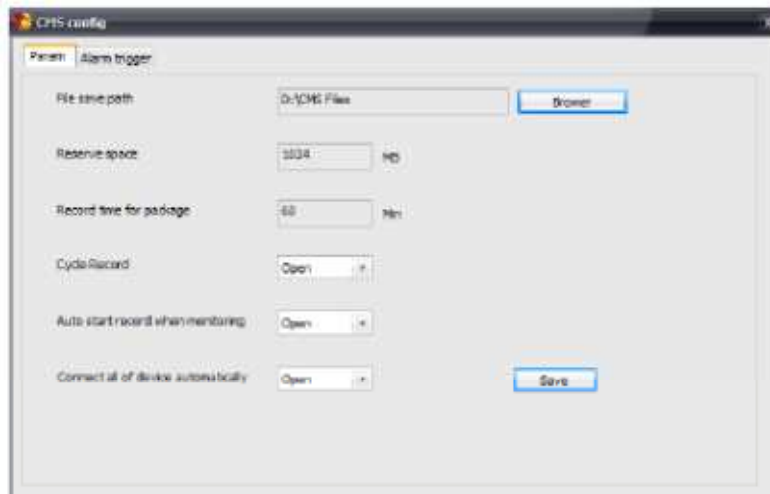 CMS config
Param Alarm trigger
File save path D:\CMS Files Browser
Reserve space 1024 MB
Record time for package 60 Min
Cycle Record Open
Auto start record when monitoring Open
Connect all of device automatically Open Save